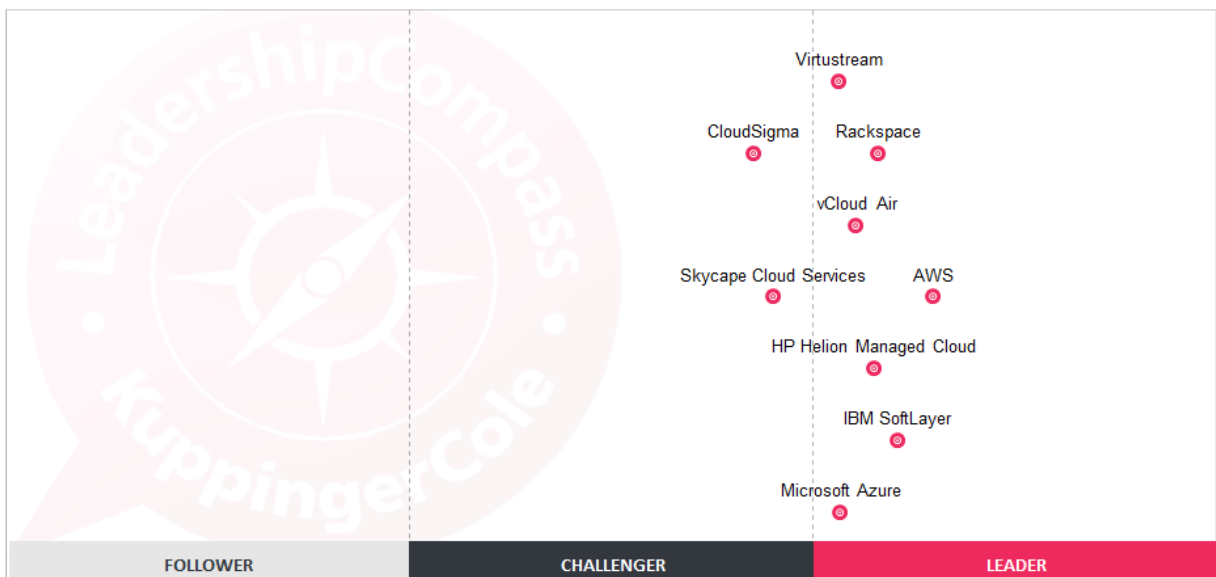 Virtustream
CloudSigma Rackspace
vCloud Air
Skycape Cloud Services AWS
HP Helion Managed Cloud
IBM SoftLayer
Microsoft Azure
LeadershipCompass
KuppingerCole
FOLLOWER CHALLENGER LEADER